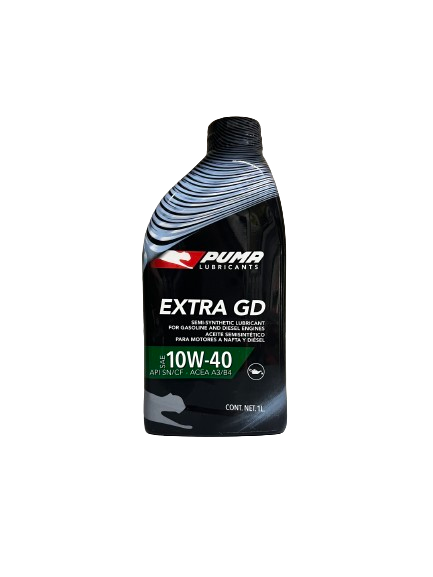 PUMA
LUBRICANTS
EXTRA GD
SEMI-SYNTHETIC LUBRICANT
FOR GASOLINE AND DIESEL ENGINES
ACEITE SEMISINTÉTICO
PARA MOTORES A NAFTA Y DIÉSEL
SAE 10W-40
API SN/CF - ACEA A3/B4
CONT. NET. 1L.